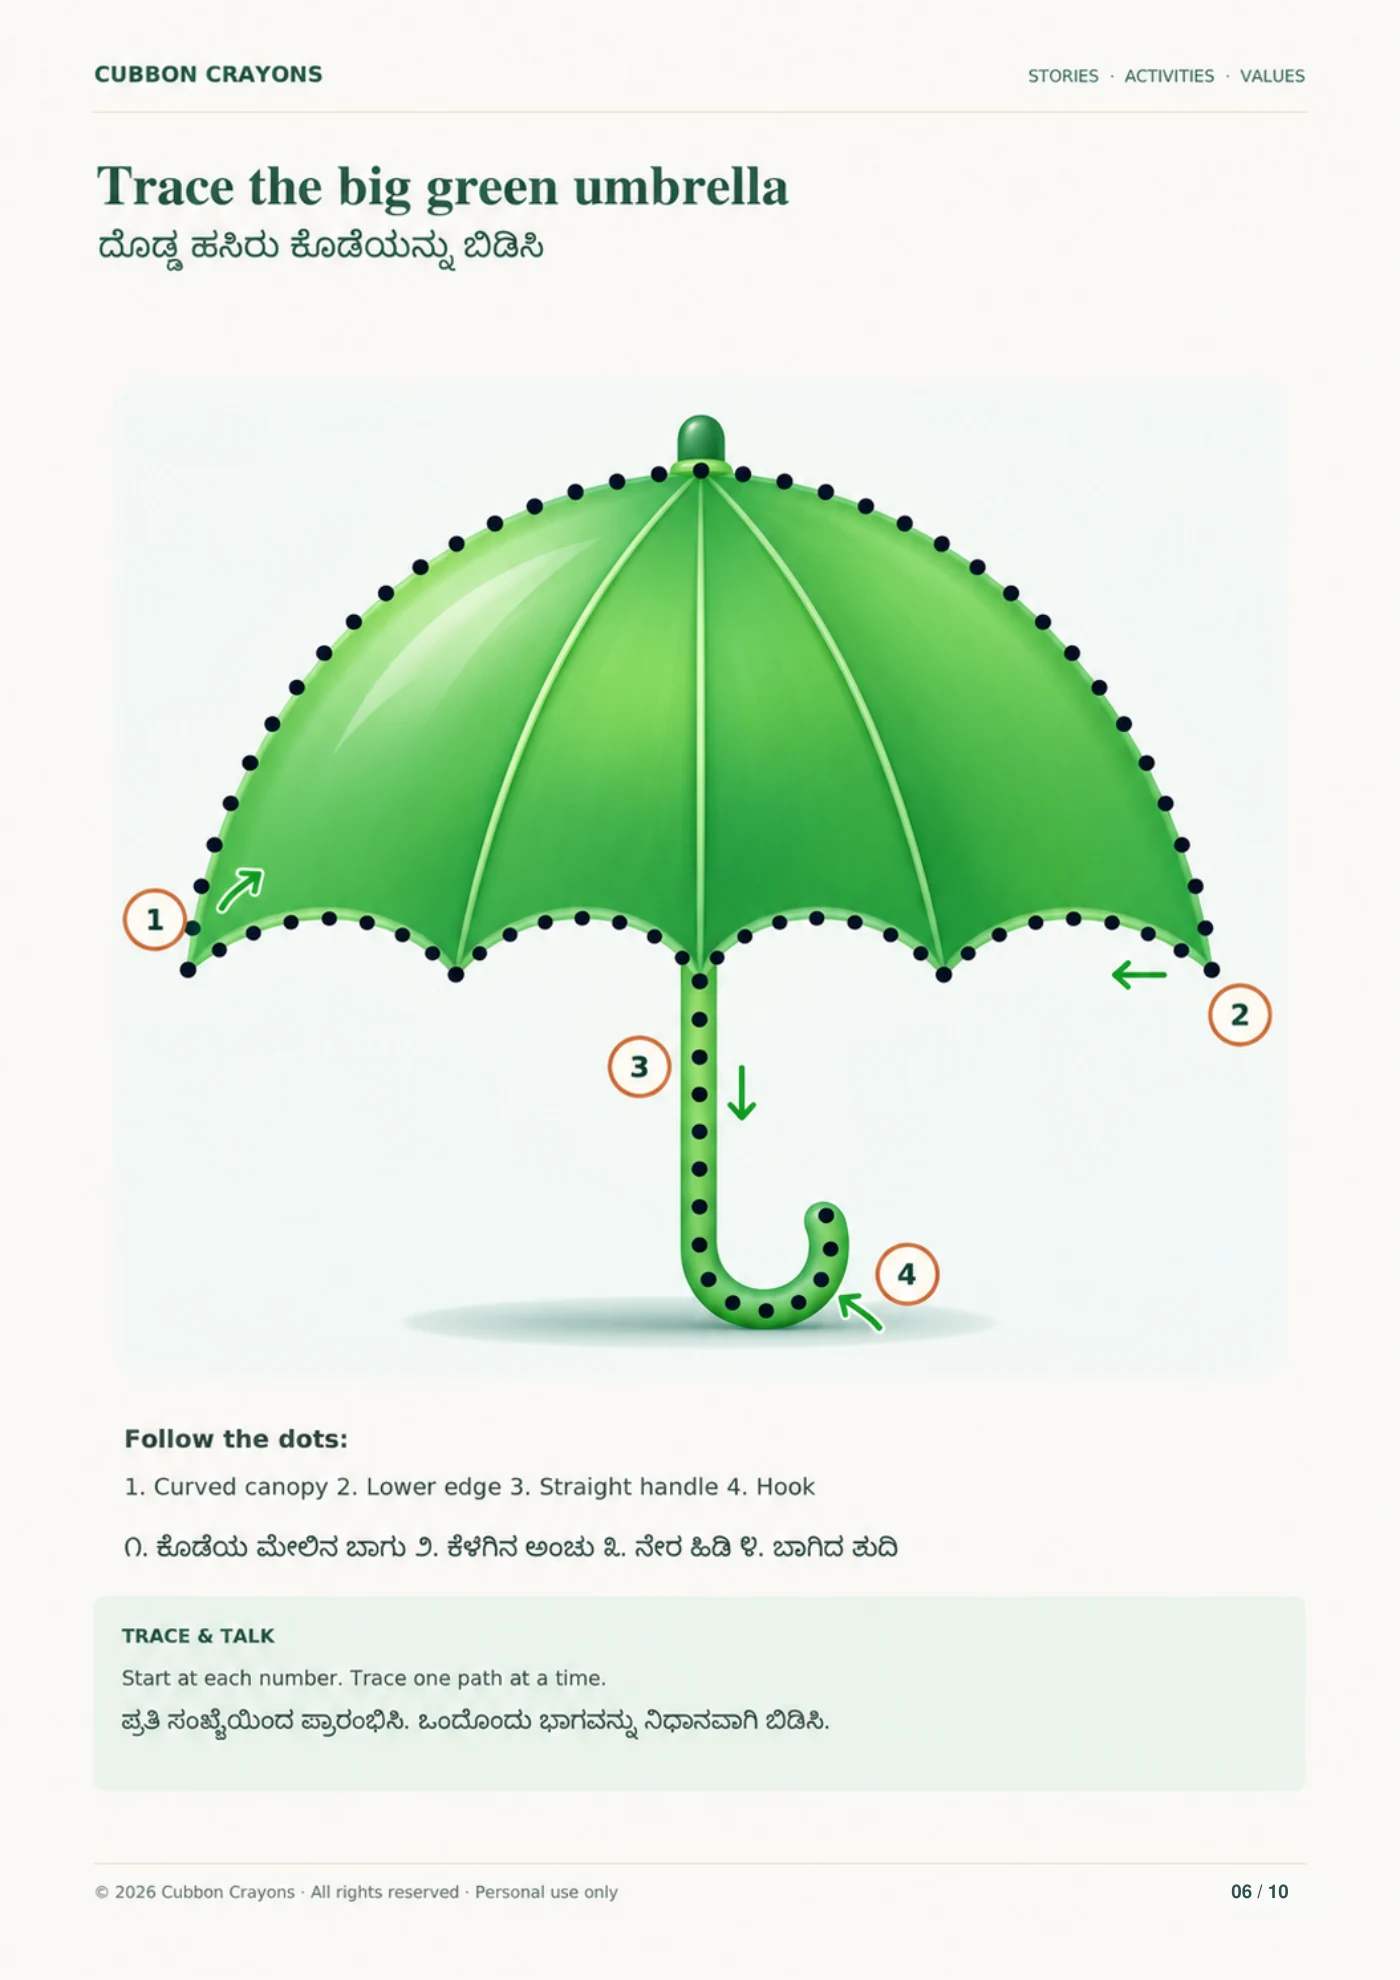 CUBBON CRAYONS
STORIES · ACTIVITIES · VALUES
Trace the big green umbrella
ದೊಡ್ಡ ಹಸಿರು ಕೊಡೆಯನ್ನು ಬಿಡಿಸಿ
1
2
3
4
Follow the dots:
1. Curved canopy 2. Lower edge 3. Straight handle 4. Hook
೧. ಕೊಡೆಯ ಮೇಲಿನ ಬಾಗು ೨. ಕೆಳಗಿನ ಅಂಚು ೩. ನೇರ ಹಿಡಿ ೪. ಬಾಗಿದ ತುದಿ
TRACE & TALK
Start at each number. Trace one path at a time.
ಪ್ರತಿ ಸಂಖ್ಯೆಯಿಂದ ಪ್ರಾರಂಭಿಸಿ. ಒಂದೊಂದು ಭಾಗವನ್ನು ನಿಧಾನವಾಗಿ ಬಿಡಿಸಿ.
© 2026 Cubbon Crayons · All rights reserved · Personal use only
06 / 10